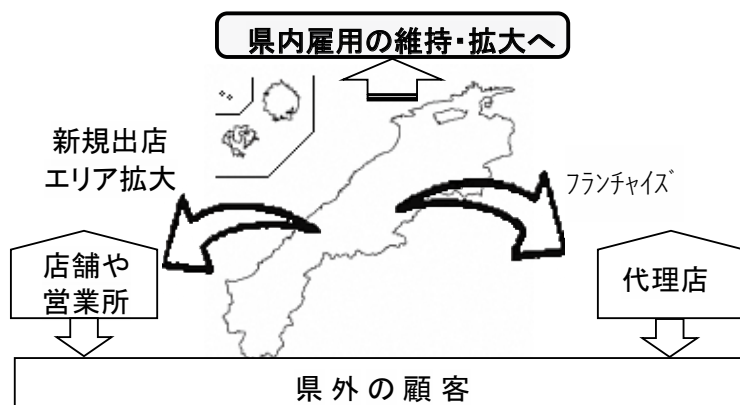 県内雇用の維持・拡大へ
新規出店
エリア拡大
ﾌﾗﾝﾁｬｲｽﾞ
店舗や
営業所
代理店
県外の顧客